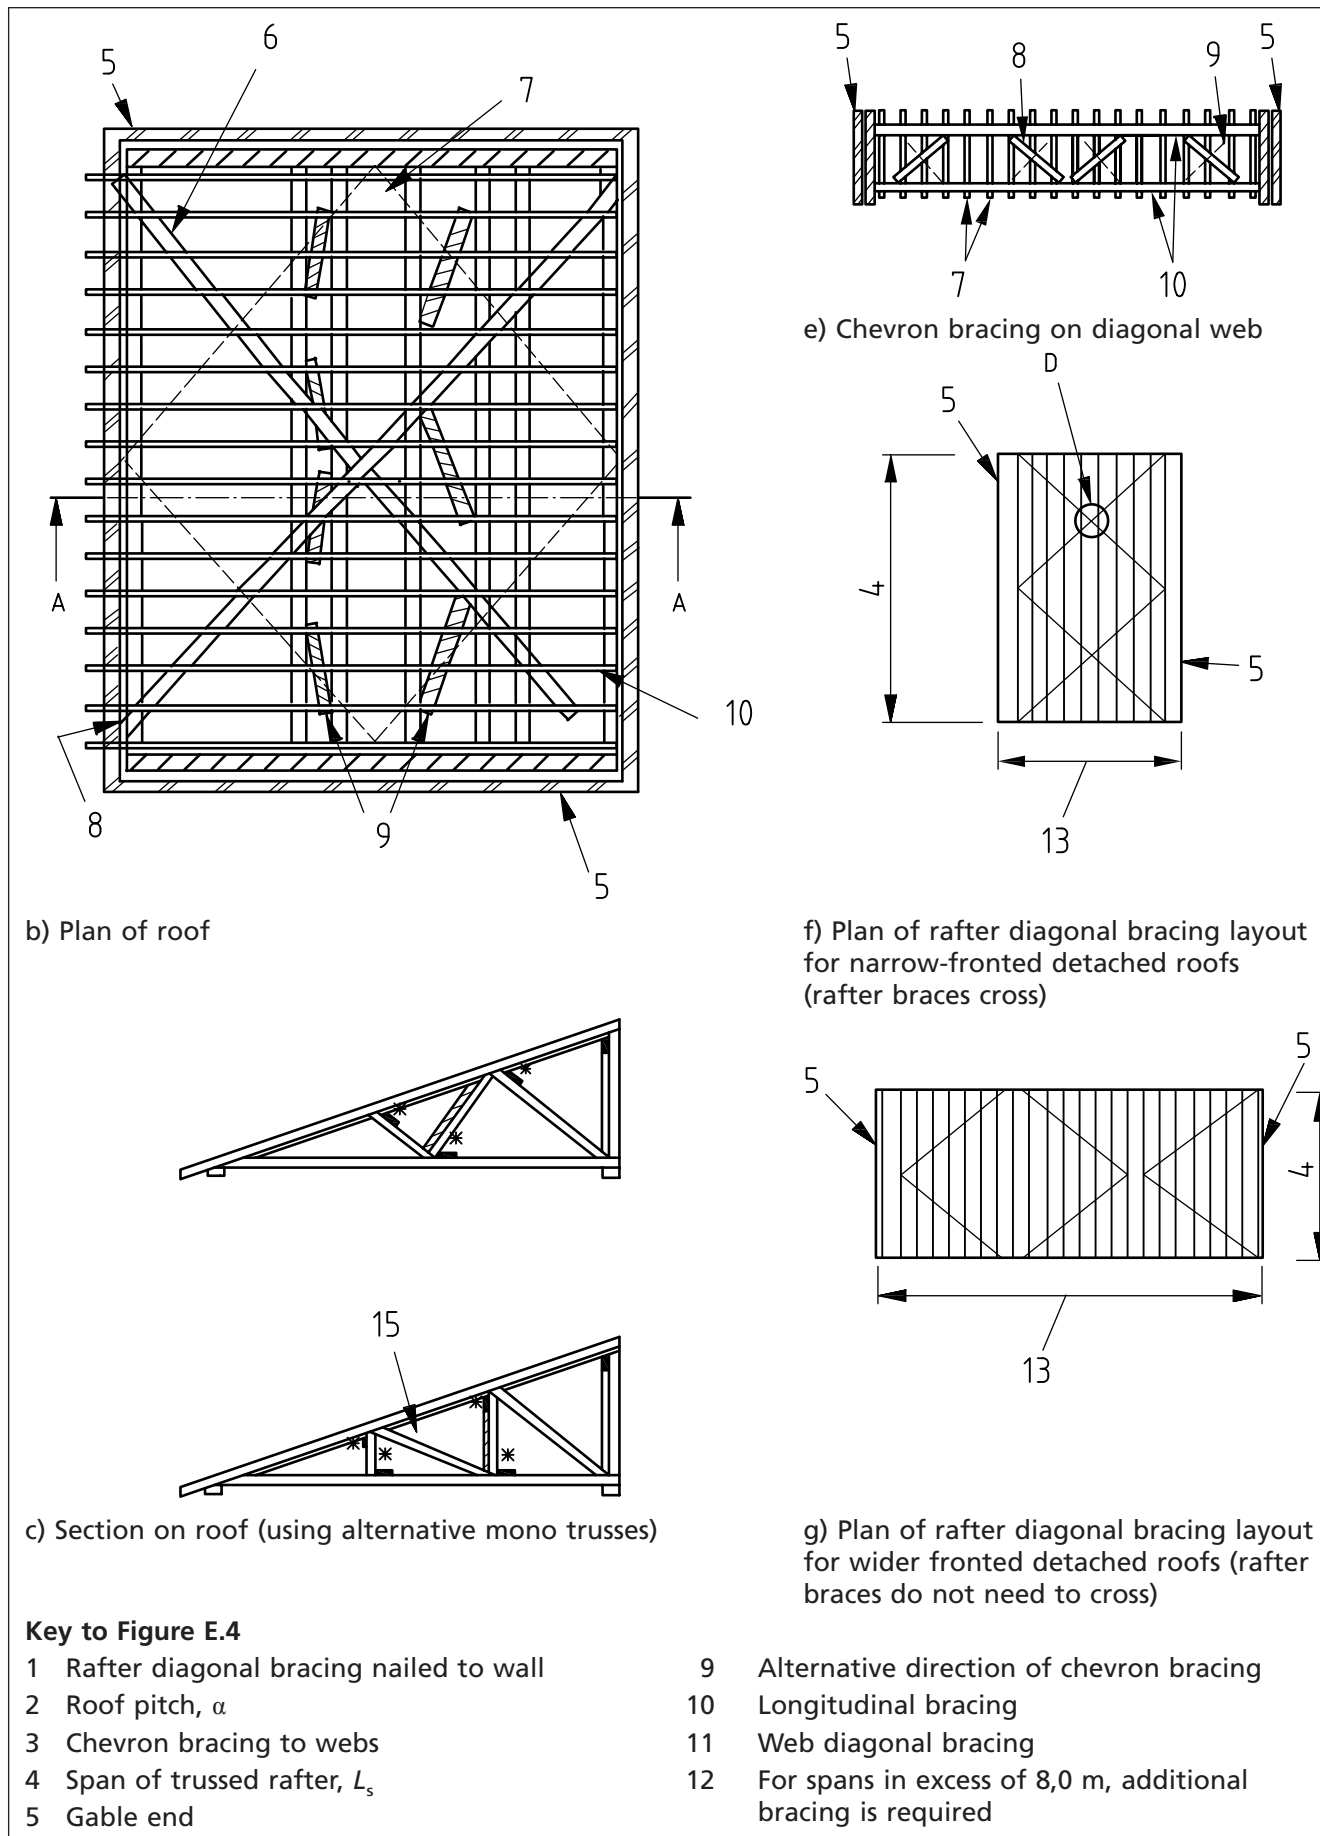 5
6
7
A
A
8
9
10
5
b) Plan of roof
5
8
9
5
7
10
e) Chevron bracing on diagonal web
D
5
4
5
13
f) Plan of rafter diagonal bracing layout
for narrow-fronted detached roofs
(rafter braces cross)
*
*
*
15
*
*
*
*
c) Section on roof (using alternative mono trusses)
5
5
4
13
g) Plan of rafter diagonal bracing layout
for wider fronted detached roofs (rafter
braces do not need to cross)
Key to Figure E.4
1 Rafter diagonal bracing nailed to wall
2 Roof pitch, α
3 Chevron bracing to webs
4 Span of trussed rafter, Ls
5 Gable end
9 Alternative direction of chevron bracing
10 Longitudinal bracing
11 Web diagonal bracing
12 For spans in excess of 8,0 m, additional
bracing is required